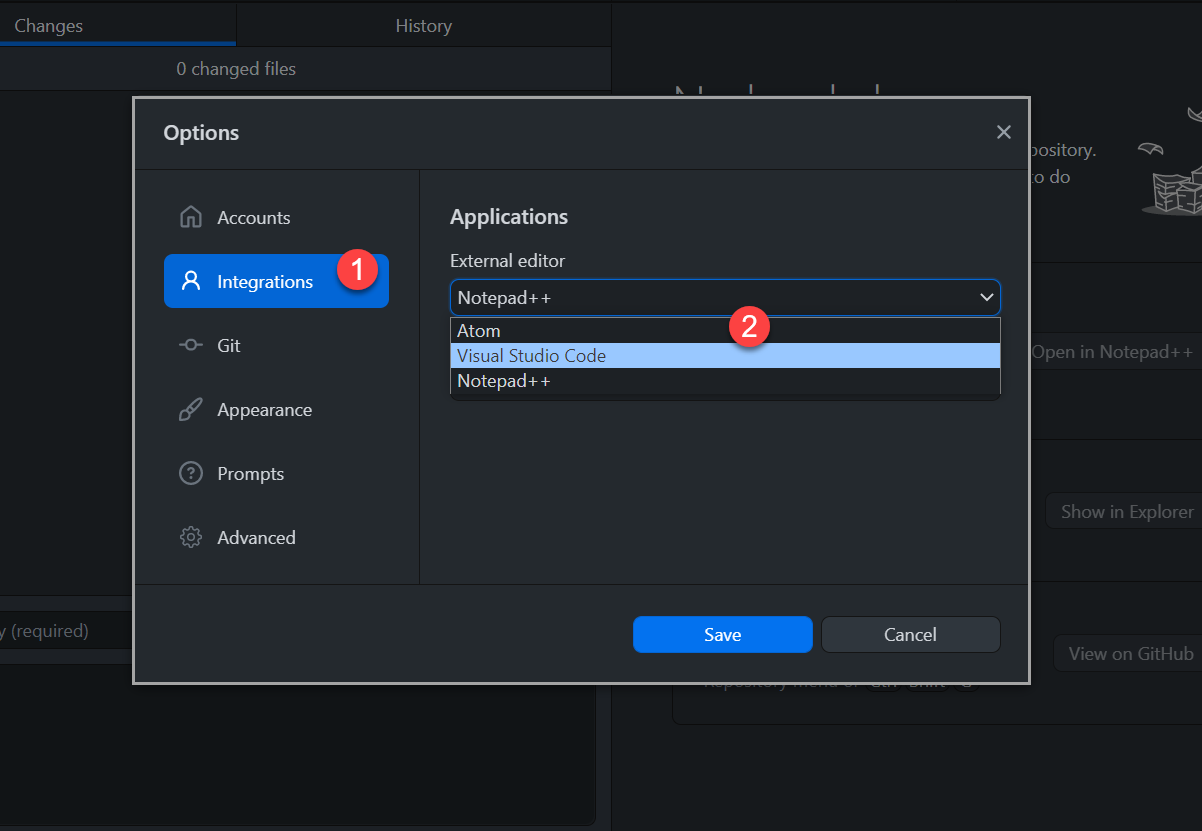 Changes
History
0 changed files
Options
pository.
to do
Accounts
Integrations
1
Git
Appearance
Prompts
Advanced
Applications
External editor
Notepad++
Atom
2
Visual Studio Code
Notepad++
Open in Notepad++
Show in Explorer
y (required)
Save
Cancel
View on GitHub